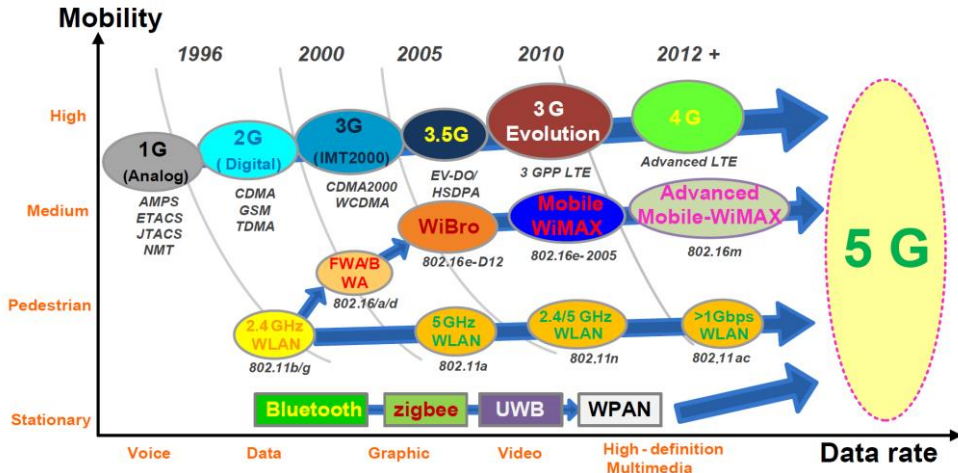 Mobility
1996
2000
2005
2010
2012 +
High
1G
(Analog)
2G
( Digital)
3G
(IMT2000)
3.5G
3 G
Evolution
4 G
AMPS
ETACS
JTACS
NMT
CDMA
GSM
TDMA
CDMA2000
WCDMA
EV-DO/
HSDPA
3 GPP LTE
Advanced LTE
Medium
WiBro
Mobile
WiMAX
Advanced
Mobile-WiMAX
802.16e-D12
802.16e-2005
802.16m
FWA/B
WA
802.16/a/d
5 G
Pedestrian
2.4 GHz
WLAN
5 GHz
WLAN
2.4/5 GHz
WLAN
>1Gbps
WLAN
802.11b/g
802.11a
802.11n
802.11ac
Stationary
Bluetooth
zigbee
UWB
WPAN
Voice
Data
Graphic
Video
High - definition
Multimedia
Data rate